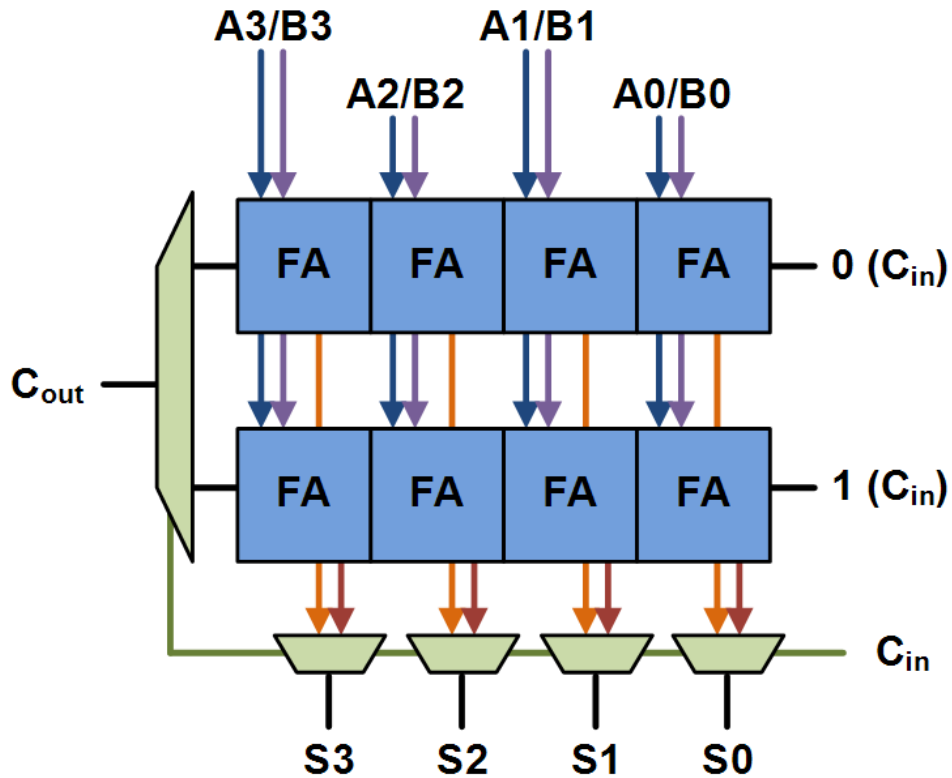 A3/B3 A1/B1
A2/B2 A0/B0
FA FA FA FA 0 (Cin)
Cout
FA FA FA FA 1 (Cin)
Cin
S3 S2 S1 S0